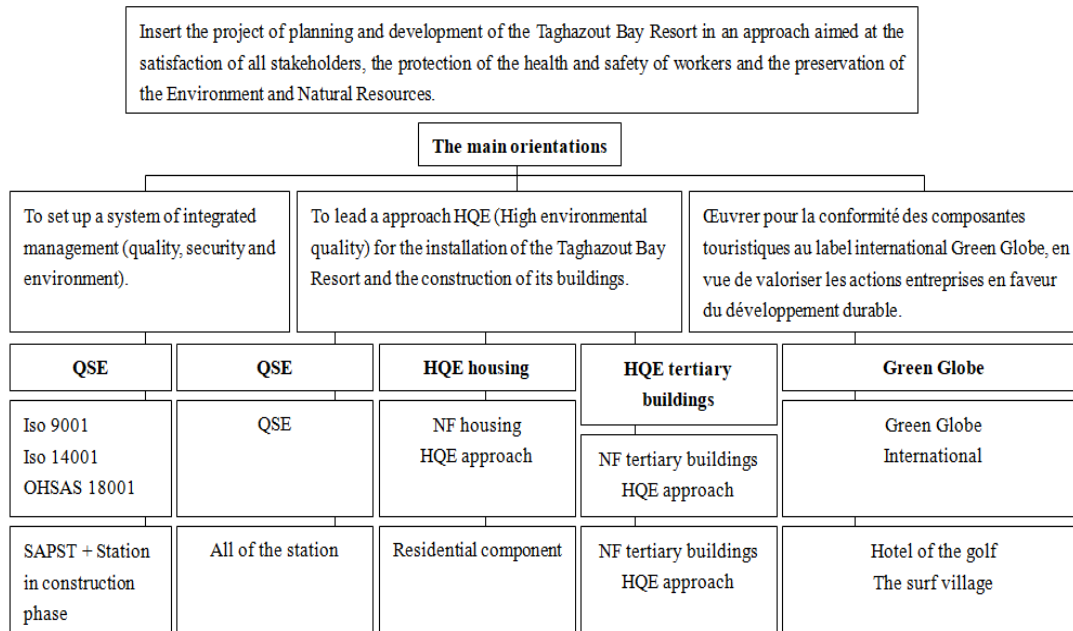 Insert the project of planning and development of the Taghazout Bay Resort in an approach aimed at the
satisfaction of all stakeholders, the protection of the health and safety of workers and the preservation of
the Environment and Natural Resources.
The main orientations
To set up a system of integrated
management (quality, security and
environment).
To lead a approach HQE (High environmental
quality) for the installation of the Taghazout Bay
Resort and the construction of its buildings.
Œuvrer pour la conformité des composantes
touristiques au label international Green Globe, en
vue de valoriser les actions entreprises en faveur
du développement durable.
QSE
QSE
HQE housing
HQE tertiary
buildings
Green Globe
Iso 9001
Iso 14001
OHSAS 18001
QSE
NF housing
HQE approach
NF tertiary buildings
HQE approach
Green Globe
International
SAPST + Station
in construction
phase
All of the station
Residential component
NF tertiary buildings
HQE approach
Hotel of the golf
The surf village